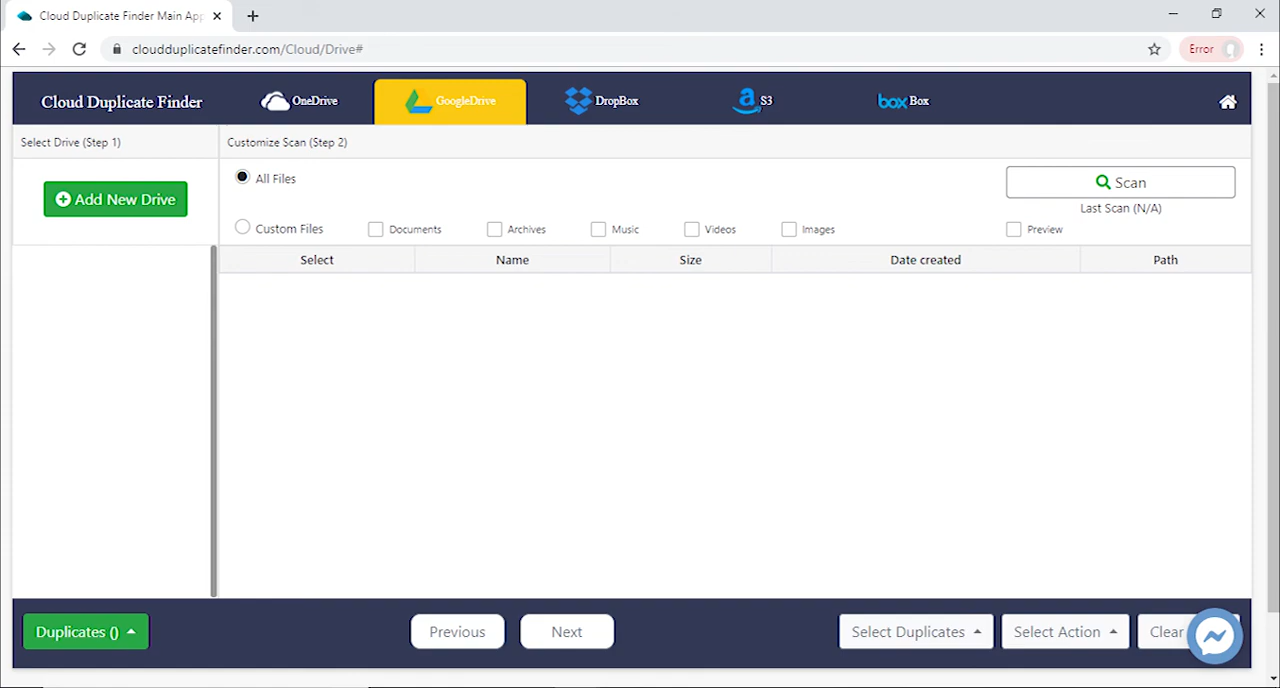 Cloud Duplicate Finder Main App
cloudduplicatefinder.com/Cloud/Drive#
Error
Cloud Duplicate Finder
OneDrive
GoogleDrive
DropBox
a S3
box Box
Select Drive (Step 1)
Customize Scan (Step 2)
Add New Drive
All Files
Scan
Last Scan (N/A)
Custom Files
Documents
Archives
Music
Videos
Images
Preview
Select
Name
Size
Date created
Path
Duplicates ()
Previous
Next
Select Duplicates
Select Action
Clear